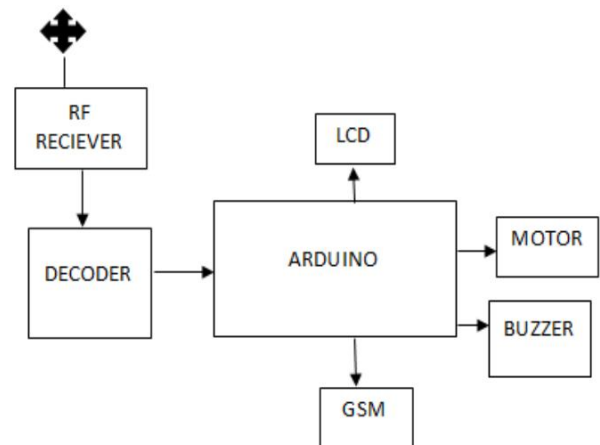 RF
RECIEVER
LCD
DECODER
ARDUINO
MOTOR
BUZZER
GSM